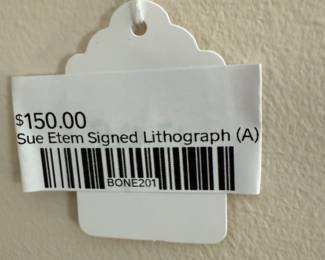 $150.00
Sue Etem Signed Lithograph (A)
BONE201